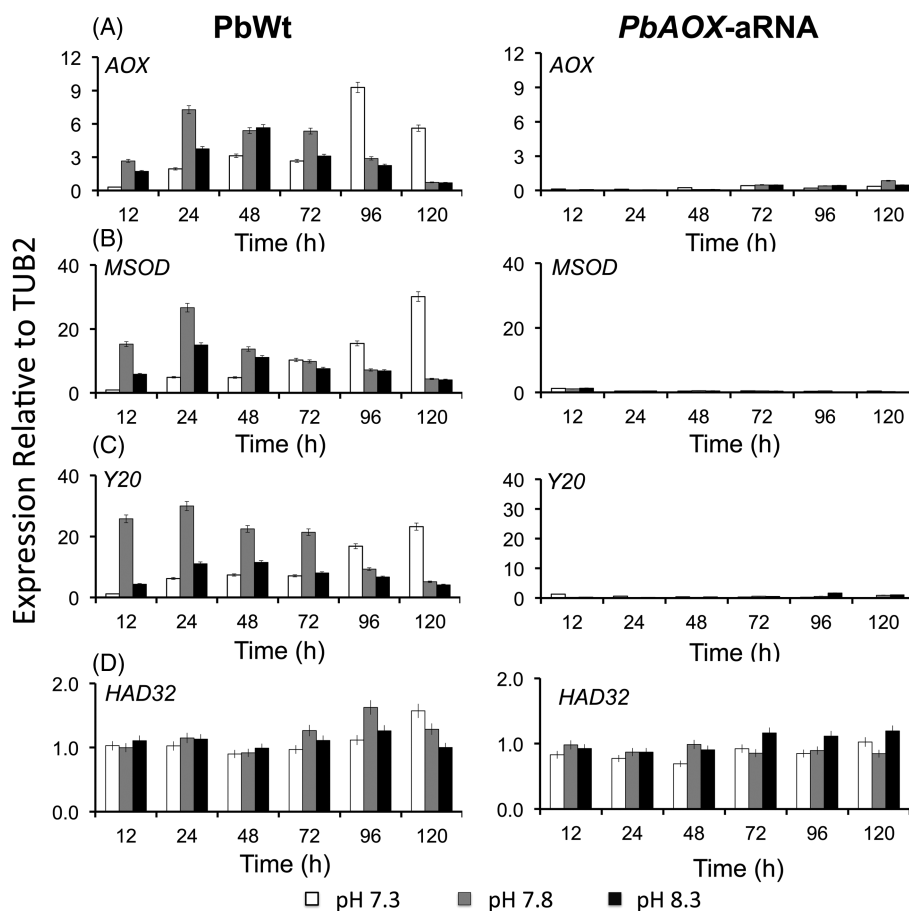 (A) PbWt PbAOX-aRNA
AOX
12
9
6
3
0
12 24 48 72 96 120
Time (h)
AOX
12
9
6
3
0
12 24 48 72 96 120
Time (h)
(B)
MSOD
40
20
0
12 24 48 72 96 120
Time (h)
MSOD
40
20
0
12 24 48 72 96 120
Time (h)
(C)
Y20
40
20
0
12 24 48 72 96 120
Time (h)
Y20
40
30
20
10
0
12 24 48 72 96 120
Time (h)
(D)
HAD32
2.0
1.0
0.0
12 24 48 72 96 120
Time (h)
HAD32
2.0
1.0
0.0
12 24 48 72 96 120
Time (h)
Expression Relative to TUB2
pH 7.3 pH 7.8 pH 8.3